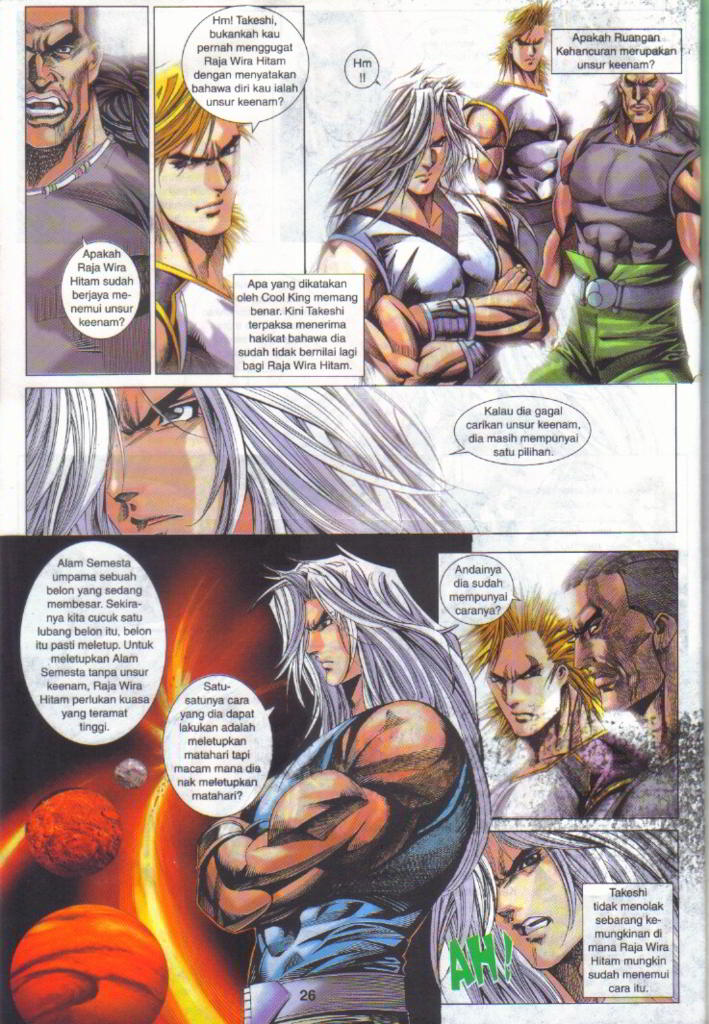 Apakah
Raja Wira
Hitam sudah
berjaya me-
nemui unsur
keenam?
Hm! Takeshi,
bukankah kau
pernah menggugat
Raja Wira Hitam
dengan menyatakan
bahawa diri kau ialah
unsur keenam?
Apa yang dikatakan
oleh Cool King memang
benar. Kini Takeshi
terpaksa menerima
hakikat bahawa dia
sudah tidak bernilai lagi
bagi Raja Wira Hitam.
Hm
!!
Apakah Ruangan
Kehancuran merupakan
unsur keenam?
Kalau dia gagal
carikan unsur keenam,
dia masih mempunyai
satu pilihan.
Alam Semesta
umpama sebuah
belon yang sedang
membesar. Sekira-
nya kita cucuk satu
lubang belon itu, belon
itu pasti meletup. Untuk
meletupkan Alam
Semesta tanpa unsur
keenam, Raja Wira
Hitam perlukan kuasa
yang teramat
tinggi.
Satu-
satunya cara
yang dia dapat
lakukan adalah
meletupkan
matahari tapi
macam mana dia
nak meletupkan
matahari?
Andainya
dia sudah
mempunyai
caranya?
AH!
Takeshi
tidak menolak
sebarang ke-
mungkinan di
mana Raja Wira
Hitam mungkin
sudah menemui
cara itu.
26